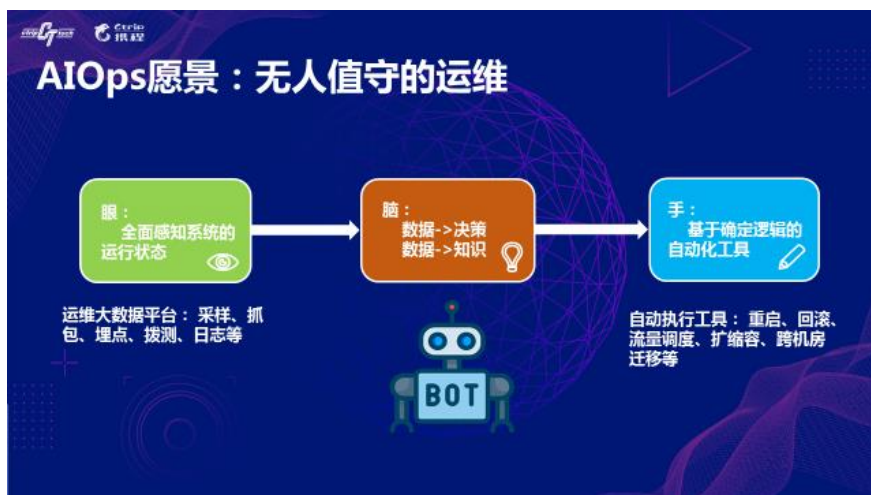 Ctrip
携程
AIOps愿景：无人值守的运维
眼：
全面感知系统的
运行状态
脑：
数据->决策
数据->知识
手：
基于确定逻辑的
自动化工具
运维大数据平台： 采样、抓
包、埋点、拨测、日志等
自动执行工具： 重启、回滚、
流量调度、扩缩容、跨机房
迁移等
BOT